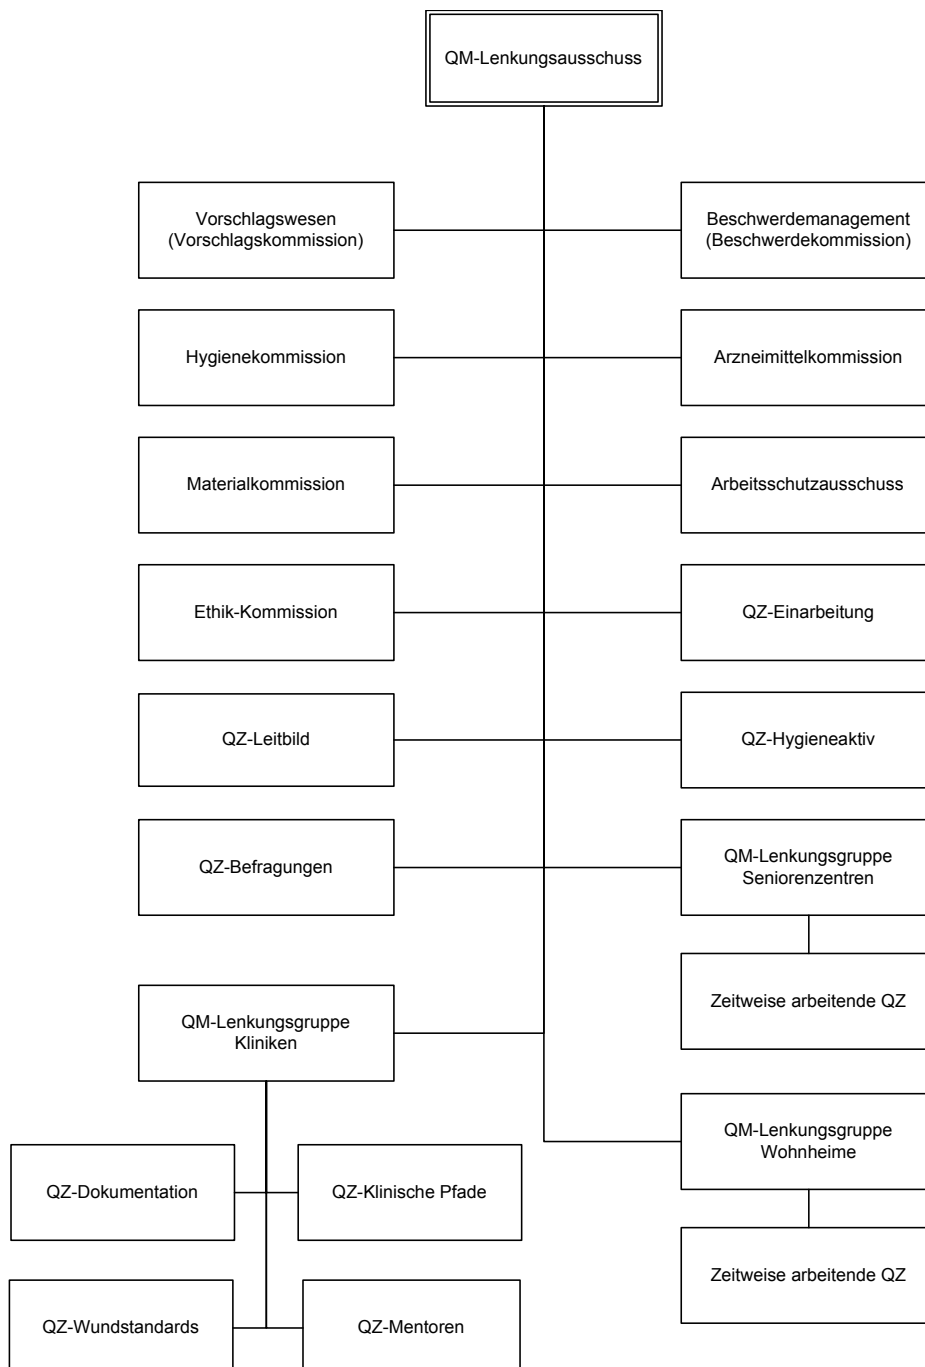 QM-Lenkungsausschuss
Vorschlagswesen
(Vorschlagskommission)
Beschwerdemanagement
(Beschwerdekommission)
Hygienekommission
Arzneimittelkommission
Materialkommission
Arbeitsschutzausschuss
Ethik-Kommission
QZ-Einarbeitung
QZ-Leitbild
QZ-Hygieneaktiv
QZ-Befragungen
QM-Lenkungsgruppe
Seniorenzentren
Zeitweise arbeitende QZ
QM-Lenkungsgruppe
Kliniken
QM-Lenkungsgruppe
Wohnheime
QZ-Dokumentation
QZ-Klinische Pfade
Zeitweise arbeitende QZ
QZ-Wundstandards
QZ-Mentoren